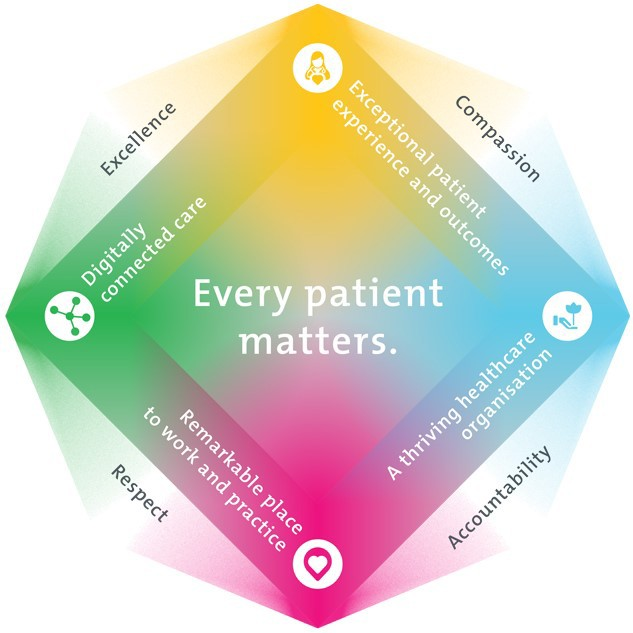 Excellence
Compassion
Exceptional patient
experience and outcomes
Digitally
connected care
Every patient
matters.
A thriving healthcare
organisation
Remarkable place
to work and practice
Respect
Accountability